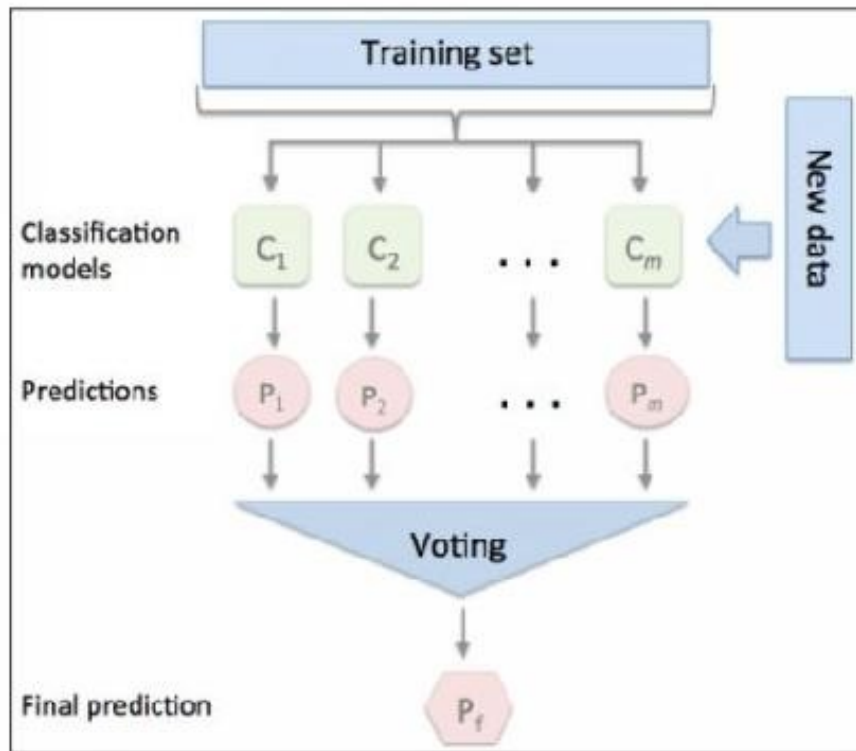 Training set
New data
Classification
models
C1 C2 ... Cm
Predictions
P1 P2 ... Pm
Voting
Final prediction
Pf